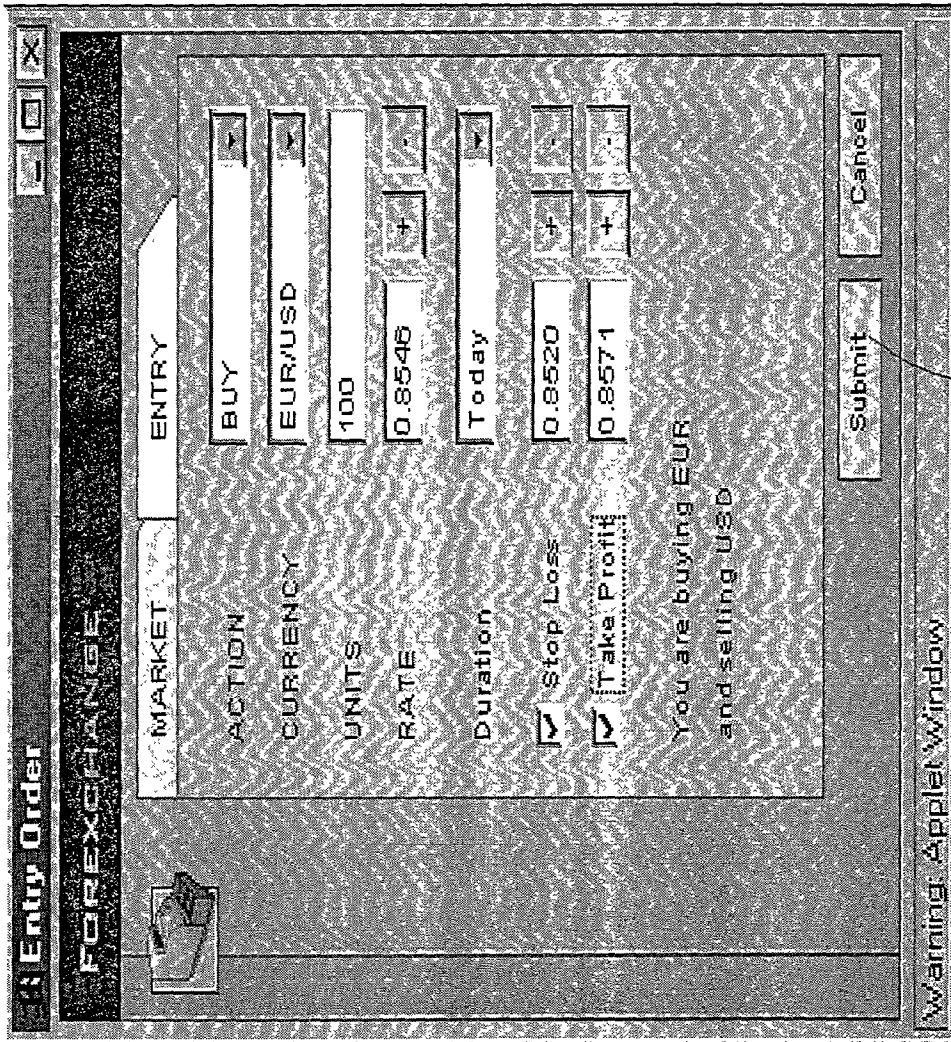 Entry Order
FOREXCHANGE
MARKET ENTRY
ACTION BUY
CURRENCY EUR/USD
UNITS 100
RATE 0.8546 + -
Duration Today
Stop Loss 0.8520 + -
Take Profit 0.8571 + -
You are buying EUR
and selling USD
Submit Cancel
Warning: Applet Window